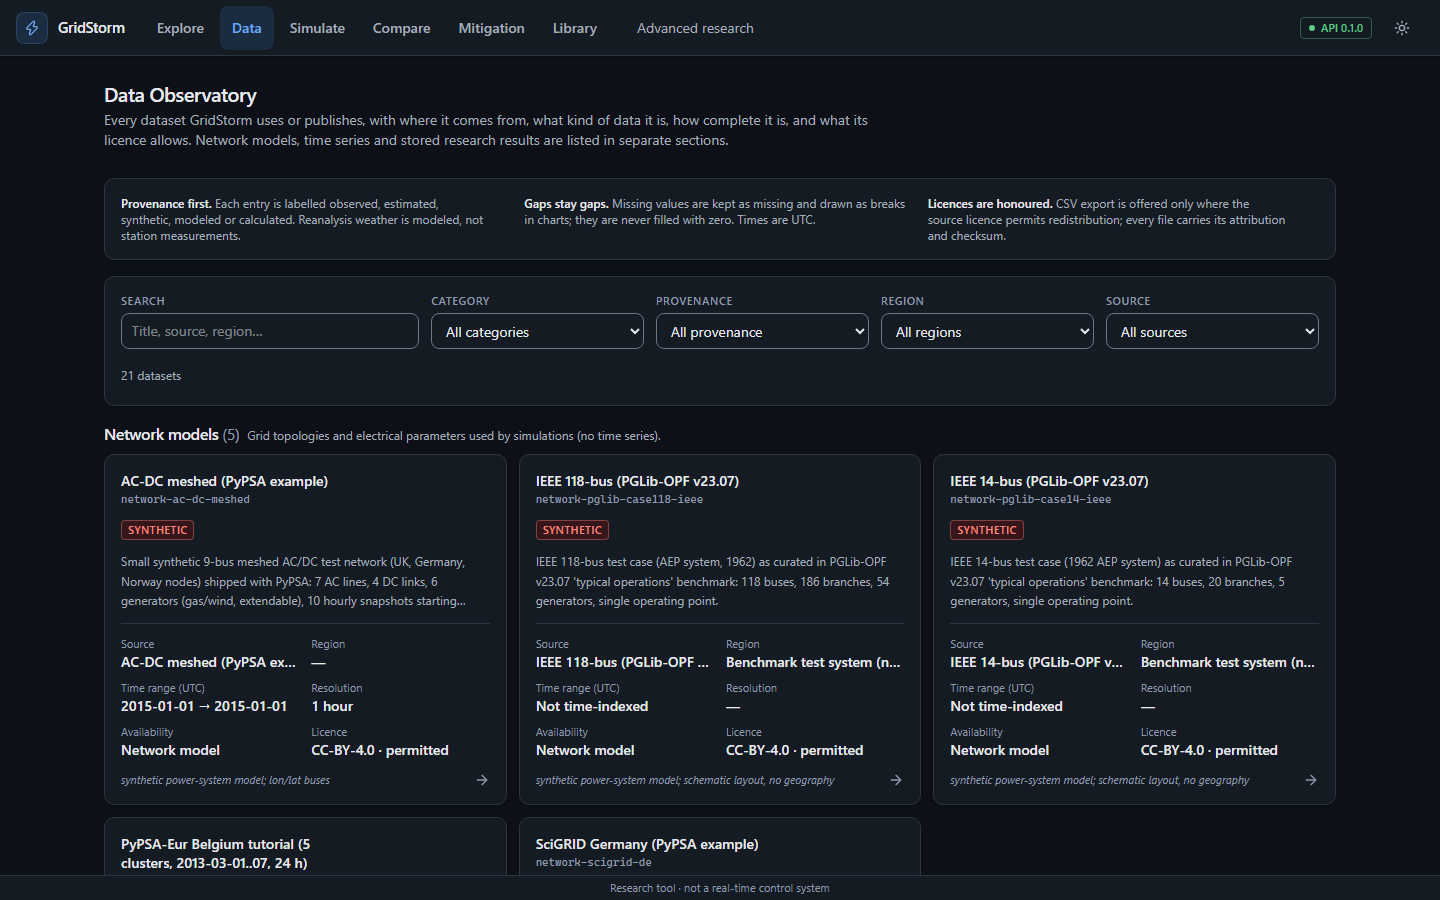 GridStorm
Explore
Data
Simulate
Compare
Mitigation
Library
Advanced research
API 0.1.0
Data Observatory
Every dataset GridStorm uses or publishes, with where it comes from, what kind of data it is, how complete it is, and what its
licence allows. Network models, time series and stored research results are listed in separate sections.
Provenance first. Each entry is labelled observed, estimated,
synthetic, modeled or calculated. Reanalysis weather is modeled, not
station measurements.
Gaps stay gaps. Missing values are kept as missing and drawn as breaks
in charts; they are never filled with zero. Times are UTC.
Licences are honoured. CSV export is offered only where the
source licence permits redistribution; every file carries its attribution
and checksum.
SEARCH
Title, source, region...
CATEGORY
All categories
PROVENANCE
All provenance
REGION
All regions
SOURCE
All sources
21 datasets
Network models (5) Grid topologies and electrical parameters used by simulations (no time series).
AC-DC meshed (PyPSA example)
network-ac-dc-meshed
SYNTHETIC
Small synthetic 9-bus meshed AC/DC test network (UK, Germany,
Norway nodes) shipped with PyPSA: 7 AC lines, 4 DC links, 6
generators (gas/wind, extendable), 10 hourly snapshots starting...
Source
AC-DC meshed (PyPSA ex...
Region
—
Time range (UTC)
2015-01-01 → 2015-01-01
Resolution
1 hour
Availability
Network model
Licence
CC-BY-4.0 · permitted
synthetic power-system model; lon/lat buses
IEEE 118-bus (PGLib-OPF v23.07)
network-pglib-case118-ieee
SYNTHETIC
IEEE 118-bus test case (AEP system, 1962) as curated in PGLib-OPF
v23.07 'typical operations' benchmark: 118 buses, 186 branches, 54
generators, single operating point.
Source
IEEE 118-bus (PGLib-OPF ...
Region
Benchmark test system (n...
Time range (UTC)
Not time-indexed
Resolution
—
Availability
Network model
Licence
CC-BY-4.0 · permitted
synthetic power-system model; schematic layout, no geography
IEEE 14-bus (PGLib-OPF v23.07)
network-pglib-case14-ieee
SYNTHETIC
IEEE 14-bus test case (1962 AEP system) as curated in PGLib-OPF
v23.07 'typical operations' benchmark: 14 buses, 20 branches, 5
generators, single operating point.
Source
IEEE 14-bus (PGLib-OPF v...
Region
Benchmark test system (n...
Time range (UTC)
Not time-indexed
Resolution
—
Availability
Network model
Licence
CC-BY-4.0 · permitted
synthetic power-system model; schematic layout, no geography
PyPSA-Eur Belgium tutorial (5
clusters, 2013-03-01..07, 24 h)
SciGRID Germany (PyPSA example)
network-scigrid-de
Research tool · not a real-time control system